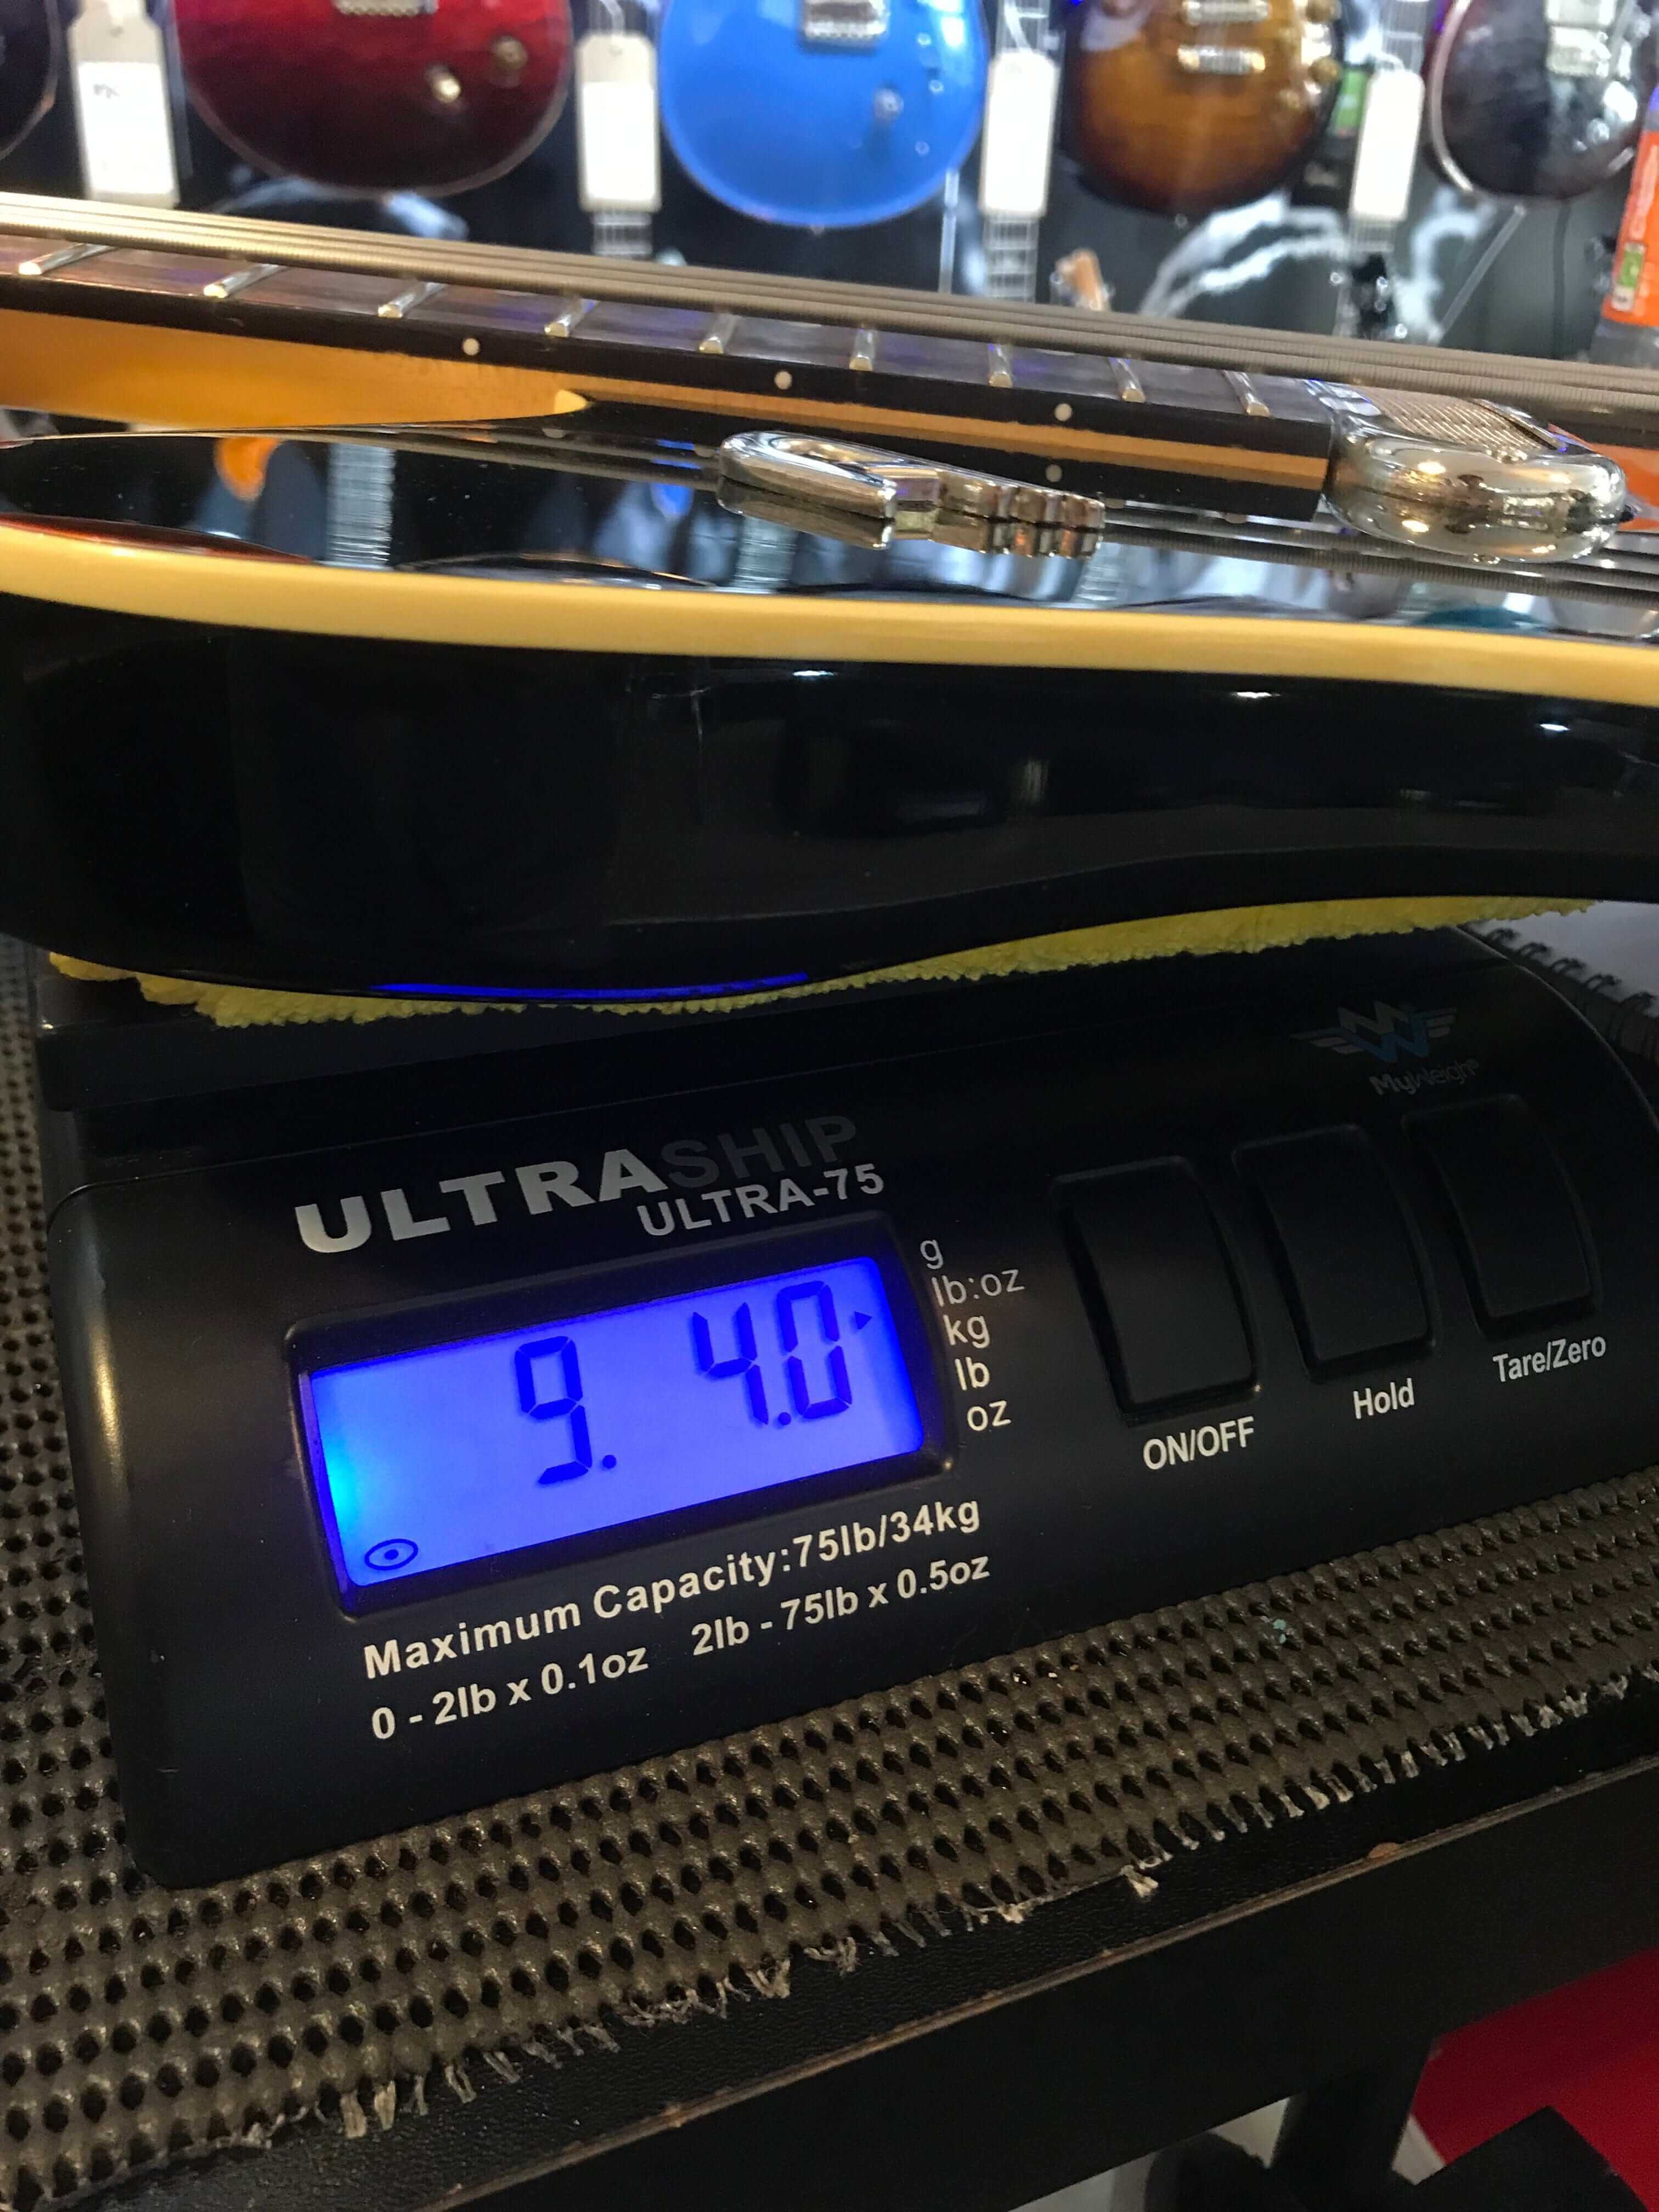 MyWeigh®
ULTRASHIP
ULTRA-75
9. 4.0
g
lb:oz
kg
lb
oz
ON/OFF
Hold
Tare/Zero
Maximum Capacity:75lb/34kg
0 - 2lb x 0.1oz 2lb - 75lb x 0.5oz